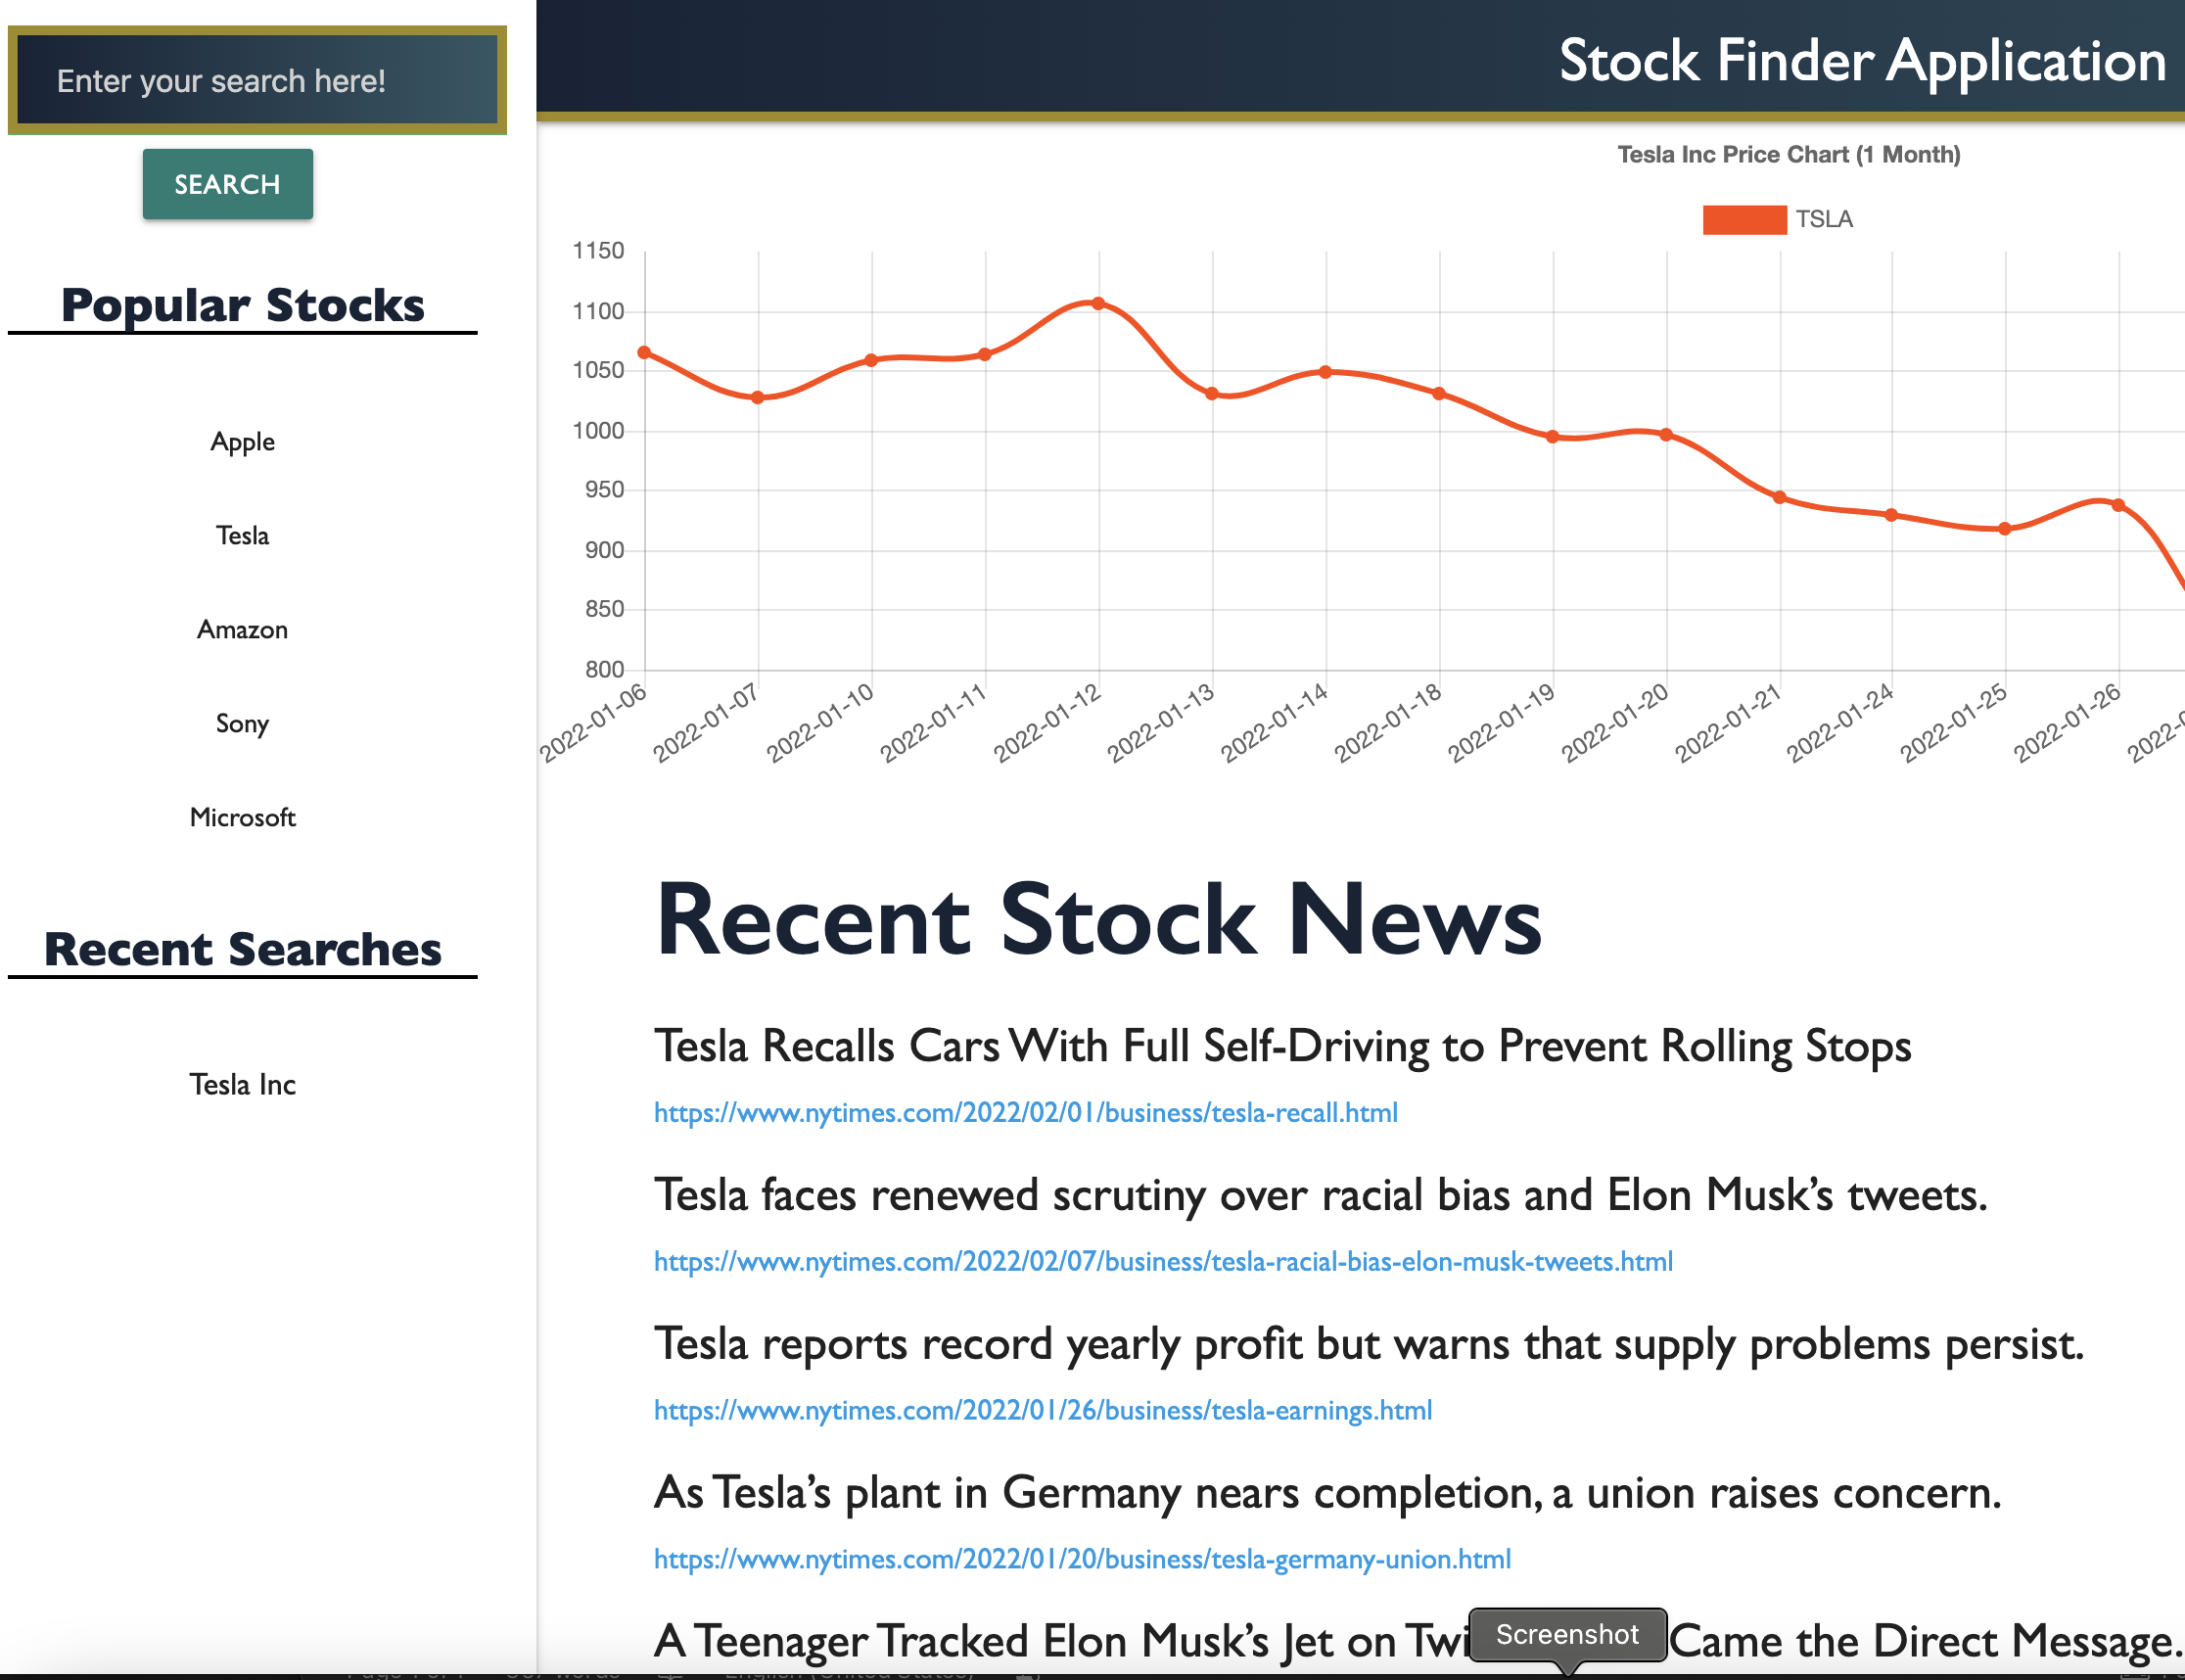 Enter your search here!
SEARCH
Popular Stocks
Apple
Tesla
Amazon
Sony
Microsoft
Recent Searches
Tesla Inc
Stock Finder Application
Tesla Inc Price Chart (1 Month)
TSLA
1150
1100
1050
1000
950
900
850
800
2022-01-06
2022-01-07
2022-01-10
2022-01-11
2022-01-12
2022-01-13
2022-01-14
2022-01-18
2022-01-19
2022-01-20
2022-01-21
2022-01-24
2022-01-25
2022-01-26
Recent Stock News
Tesla Recalls Cars With Full Self-Driving to Prevent Rolling Stops
https://www.nytimes.com/2022/02/01/business/tesla-recall.html
Tesla faces renewed scrutiny over racial bias and Elon Musk’s tweets.
https://www.nytimes.com/2022/02/07/business/tesla-racial-bias-elon-musk-tweets.html
Tesla reports record yearly profit but warns that supply problems persist.
https://www.nytimes.com/2022/01/26/business/tesla-earnings.html
As Tesla’s plant in Germany nears completion, a union raises concern.
https://www.nytimes.com/2022/01/20/business/tesla-germany-union.html
A Teenager Tracked Elon Musk’s Jet on Twi Came the Direct Message.
Screenshot